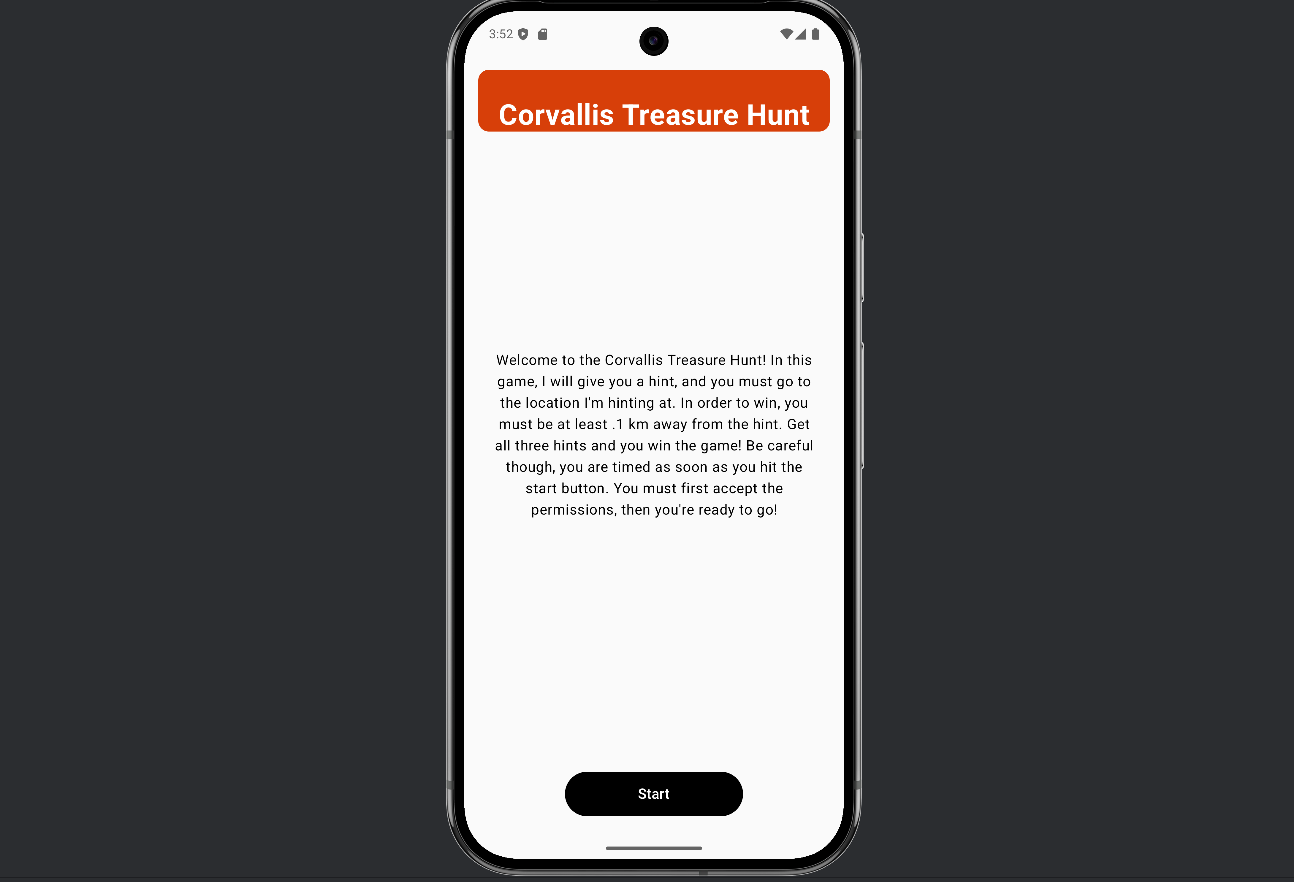 3:52
Corvallis Treasure Hunt
Welcome to the Corvallis Treasure Hunt! In this
game, I will give you a hint, and you must go to
the location I'm hinting at. In order to win, you
must be at least .1 km away from the hint. Get
all three hints and you win the game! Be careful
though, you are timed as soon as you hit the
start button. You must first accept the
permissions, then you're ready to go!
Start